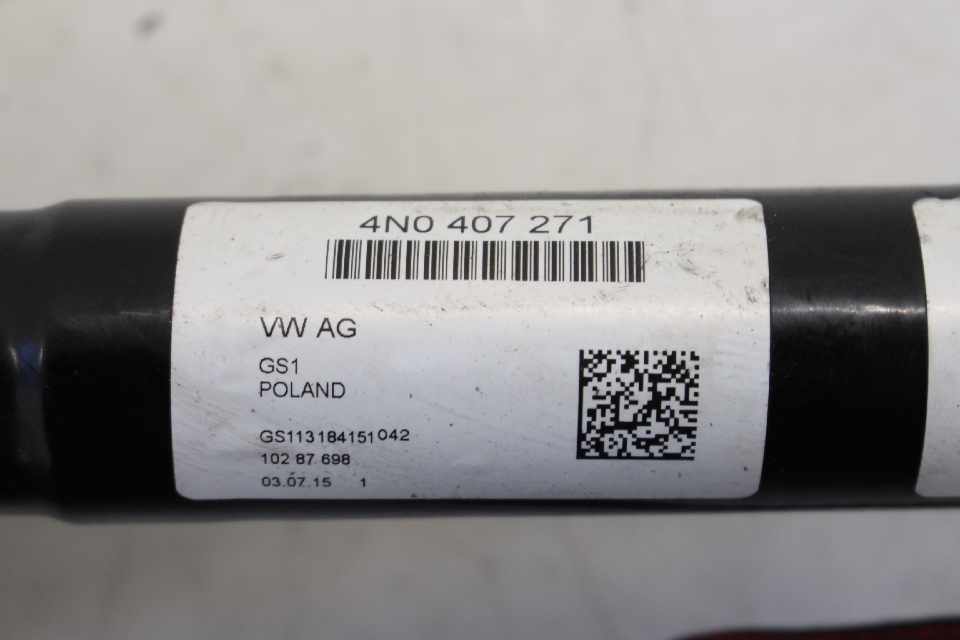 4N0 407 271
VW AG
GS1
POLAND
GS113184151042
102 87 698
03.07.15 1